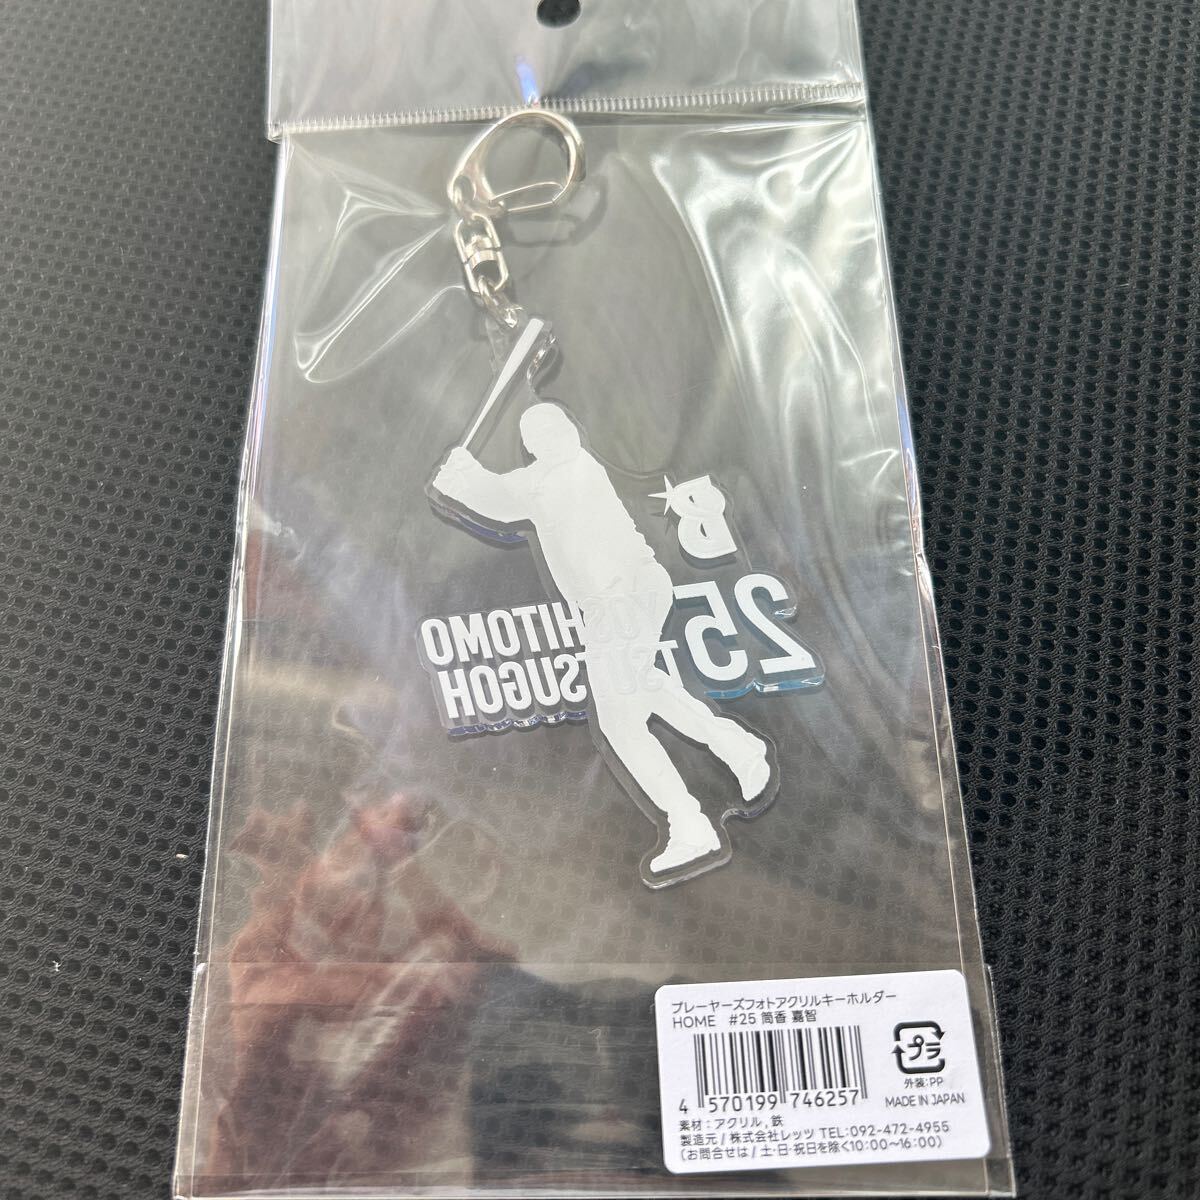 B
25
YOSHITOMO
TSUTSUGOH
プレーヤーズフォトアクリルキーホルダー
HOME #25 筒香 嘉智
4 570199 746257
プラ
外装:PP
MADE IN JAPAN
素材:アクリル,鉄
製造元/株式会社レッツ TEL:092-472-4955
(お問合せは/土・日・祝日を除く10:00~16:00)